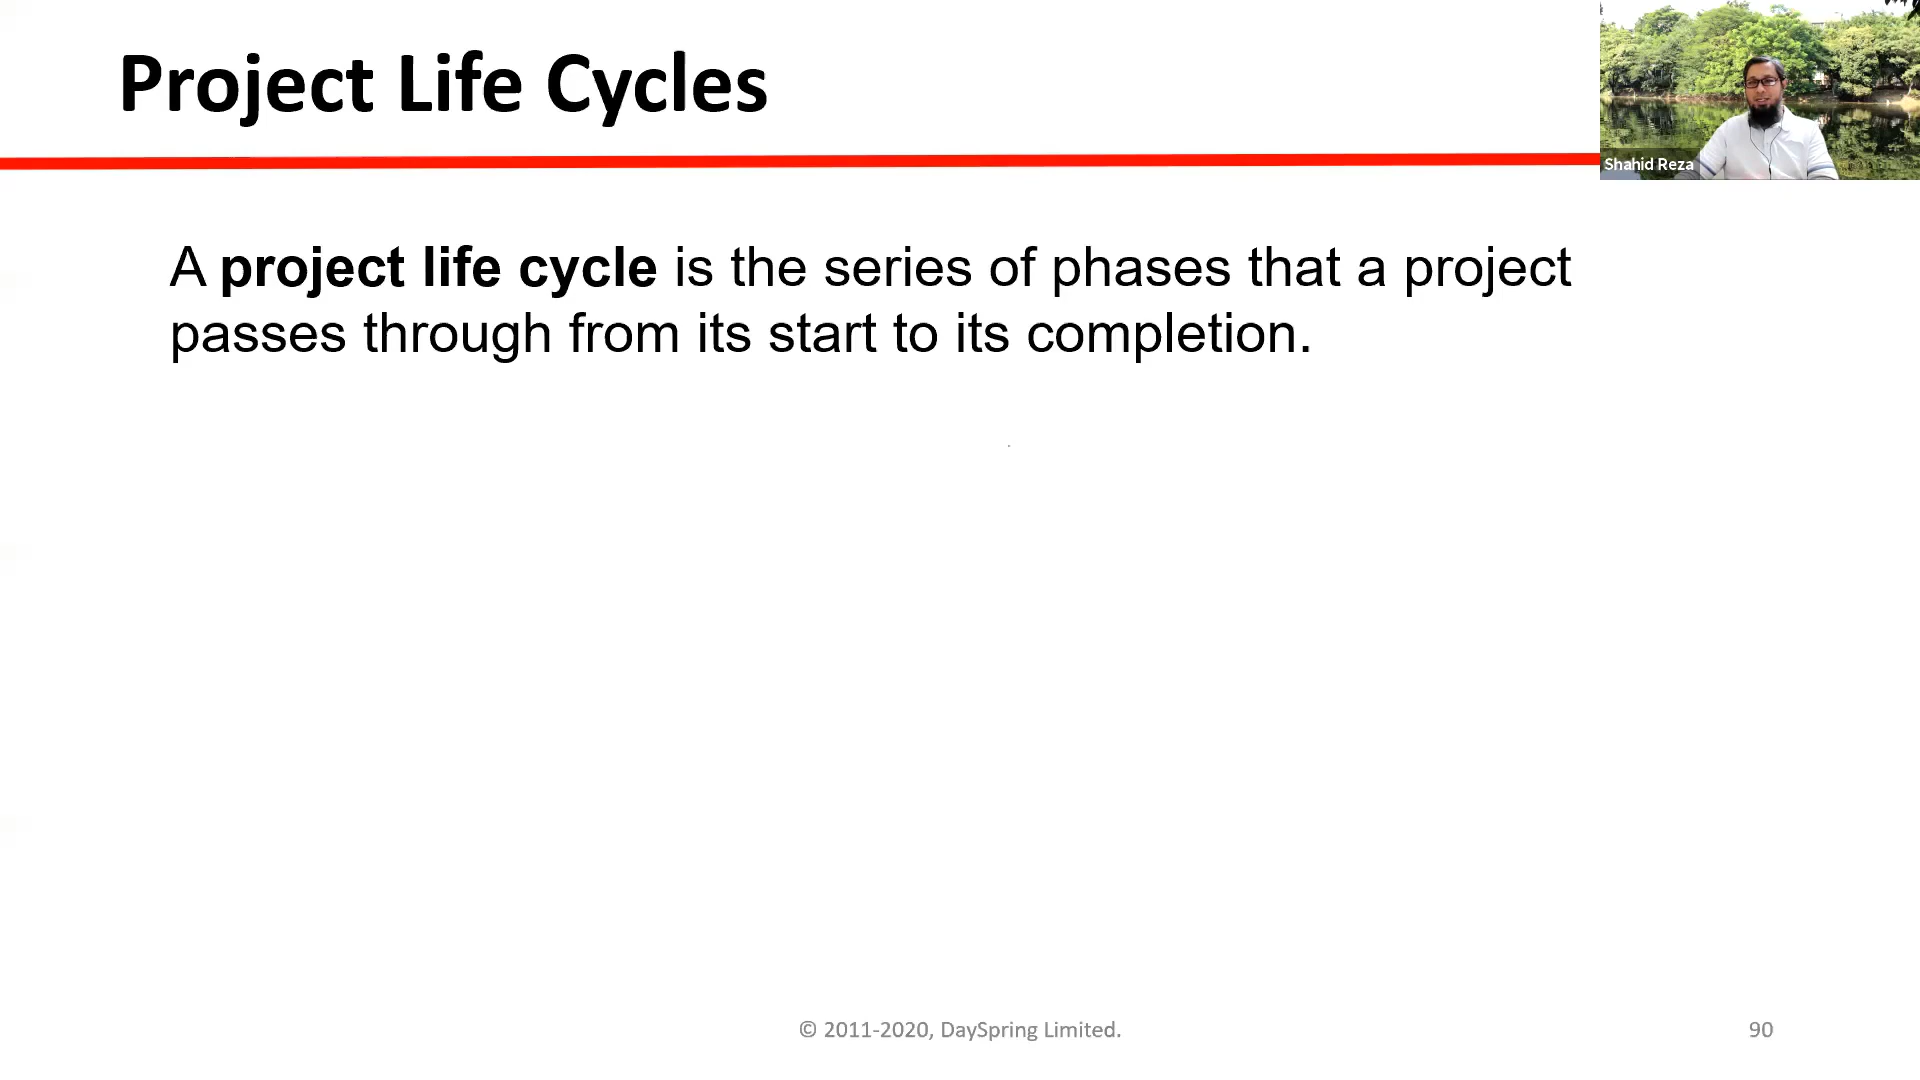 Project Life Cycles
Shahid Reza
A project life cycle is the series of phases that a project
passes through from its start to its completion.
© 2011-2020, DaySpring Limited.
90